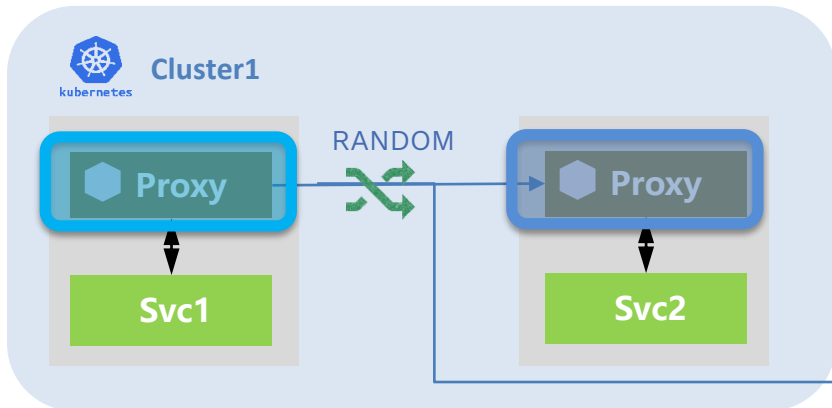 kubernetes
Cluster1
RANDOM
Proxy
Proxy
Svc1
Svc2